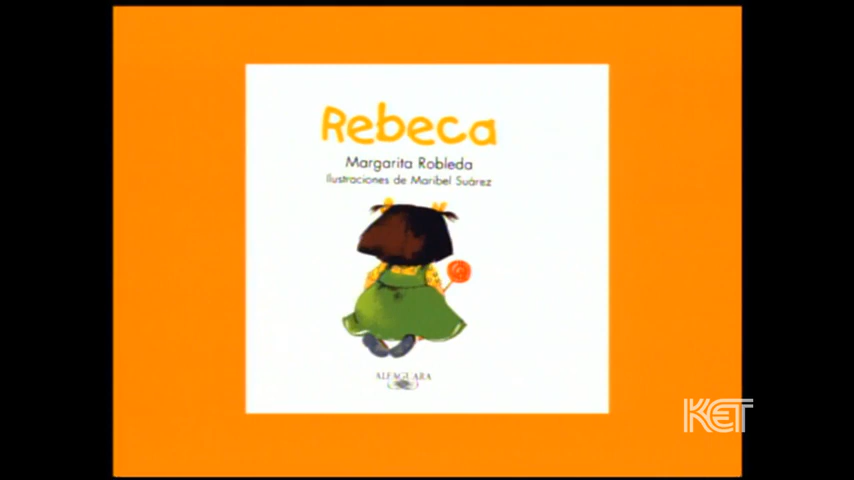 Rebeca
Margarita Robleda
Ilustraciones de Maribel Suárez
ALFAGUARA
KET